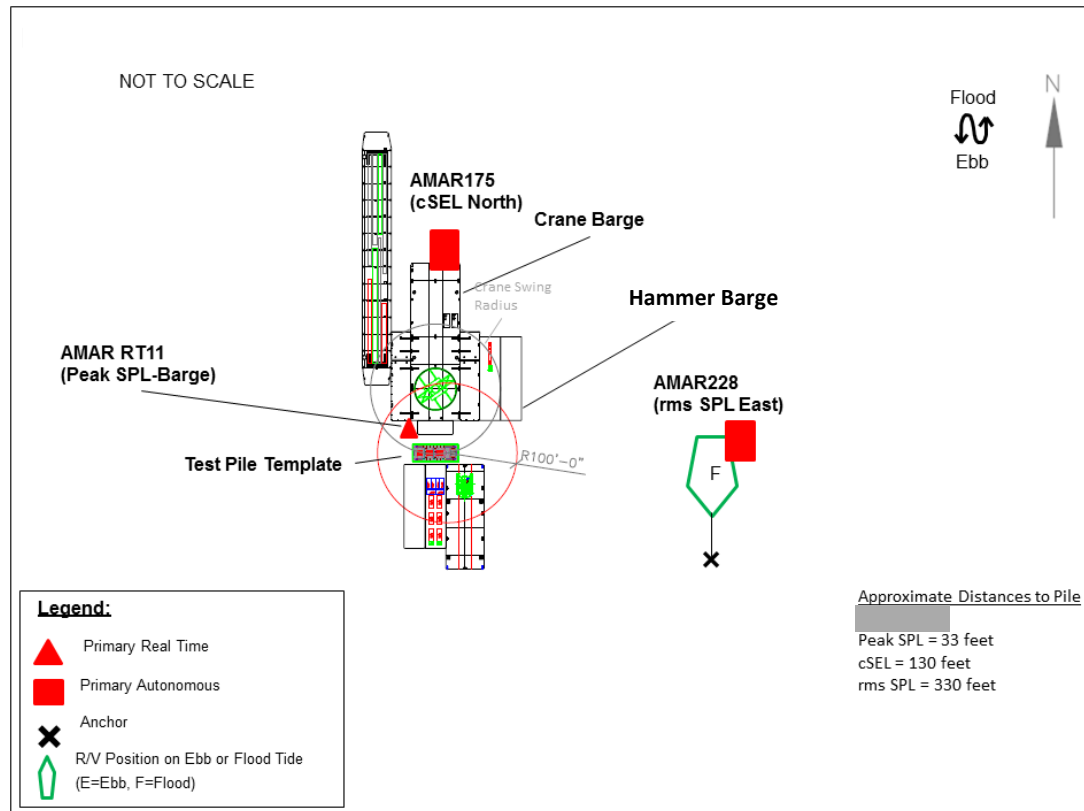 NOT TO SCALE
Flood
Ebb
N
AMAR175
(cSEL North)
Crane Barge
Crane Swing
Radius
Hammer Barge
AMAR RT11
(Peak SPL-Barge)
AMAR228
(rms SPL East)
F
Test Pile Template
R100'-0"
Legend:
Primary Real Time
Primary Autonomous
Anchor
R/V Position on Ebb or Flood Tide
(E=Ebb, F=Flood)
Approximate Distances to Pile
Peak SPL = 33 feet
cSEL = 130 feet
rms SPL = 330 feet